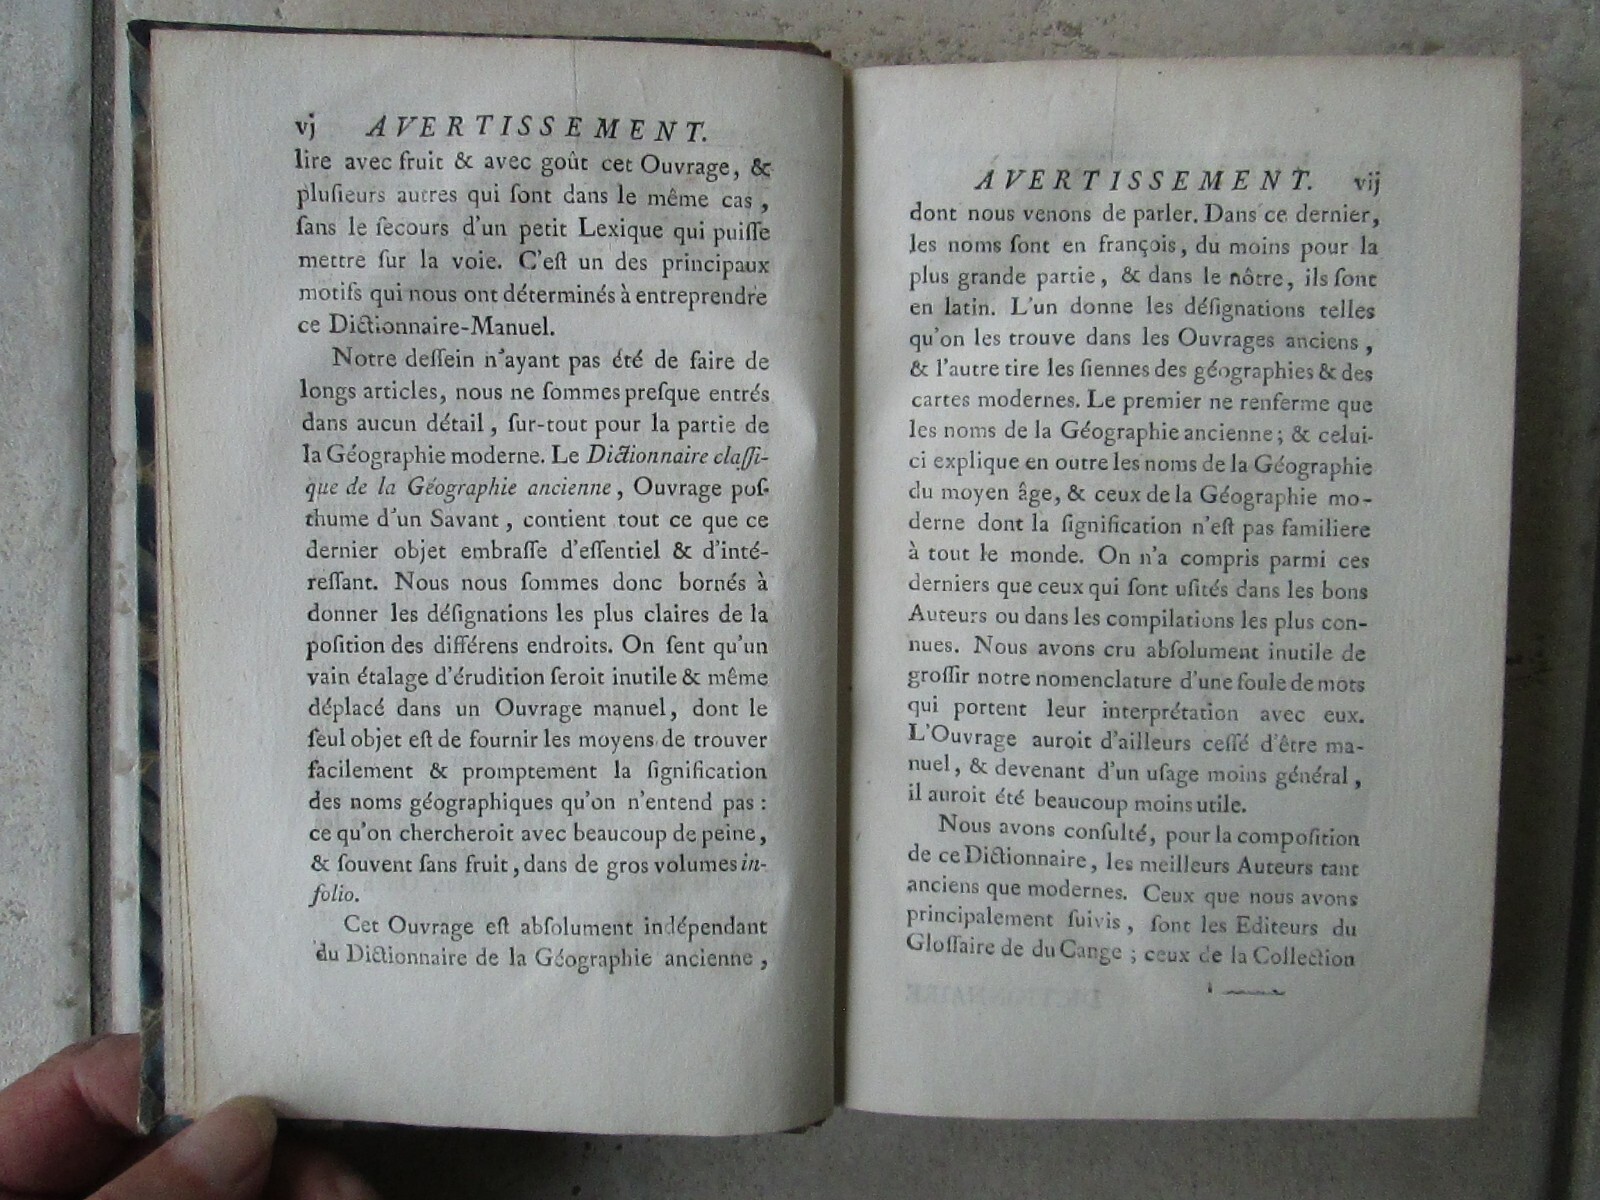 vj AVERTISSEMENT.
lire avec fruit & avec goût cet Ouvrage, &
pluſieurs autres qui ſont dans le même cas,
ſans le ſecours d'un petit Lexique qui puiſſe
mettre ſur la voie. C'eſt un des principaux
motifs qui nous ont déterminés à entreprendre
ce Dictionnaire-Manuel.
Notre deſſein n'ayant pas été de faire de
longs articles, nous ne ſommes preſque entrés
dans aucun détail, ſur-tout pour la partie de
la Géographie moderne. Le Dictionnaire claſſi-
que de la Géographie ancienne, Ouvrage poſ-
thume d'un Savant, contient tout ce que ce
dernier objet embraſſe d'eſſentiel & d'inté-
reſſant. Nous nous ſommes donc bornés à
donner les déſignations les plus claires de la
poſition des différens endroits. On ſent qu'un
vain étalage d'érudition ſeroit inutile & même
déplacé dans un Ouvrage manuel, dont le
ſeul objet eſt de fournir les moyens de trouver
facilement & promptement la ſignification
des noms géographiques qu'on n'entend pas :
ce qu'on chercheroit avec beaucoup de peine,
& ſouvent ſans fruit, dans de gros volumes in-
folio.
Cet Ouvrage eſt abſolument indépendant
du Dictionnaire de la Géographie ancienne,
AVERTISSEMENT. vij
dont nous venons de parler. Dans ce dernier,
les noms ſont en françois, du moins pour la
plus grande partie, & dans le nôtre, ils ſont
en latin. L'un donne les déſignations telles
qu'on les trouve dans les Ouvrages anciens,
& l'autre tire les ſiennes des géographies & des
cartes modernes. Le premier ne renferme que
les noms de la Géographie ancienne; & celui-
ci explique en outre les noms de la Géographie
du moyen âge, & ceux de la Géographie mo-
derne dont la ſignification n'eſt pas familiere
à tout le monde. On n'a compris parmi ces
derniers que ceux qui ſont uſités dans les bons
Auteurs ou dans les compilations les plus con-
nues. Nous avons cru abſolument inutile de
groſſir notre nomenclature d'une foule de mots
qui portent leur interprétation avec eux.
L'Ouvrage auroit d'ailleurs ceſſé d'être ma-
nuel, & devenant d'un uſage moins général,
il auroit été beaucoup moins utile.
Nous avons conſulté, pour la compoſition
de ce Dictionnaire, les meilleurs Auteurs tant
anciens que modernes. Ceux que nous avons
principalement ſuivis, ſont les Editeurs du
Gloſſaire de du Cange; ceux de la Collection